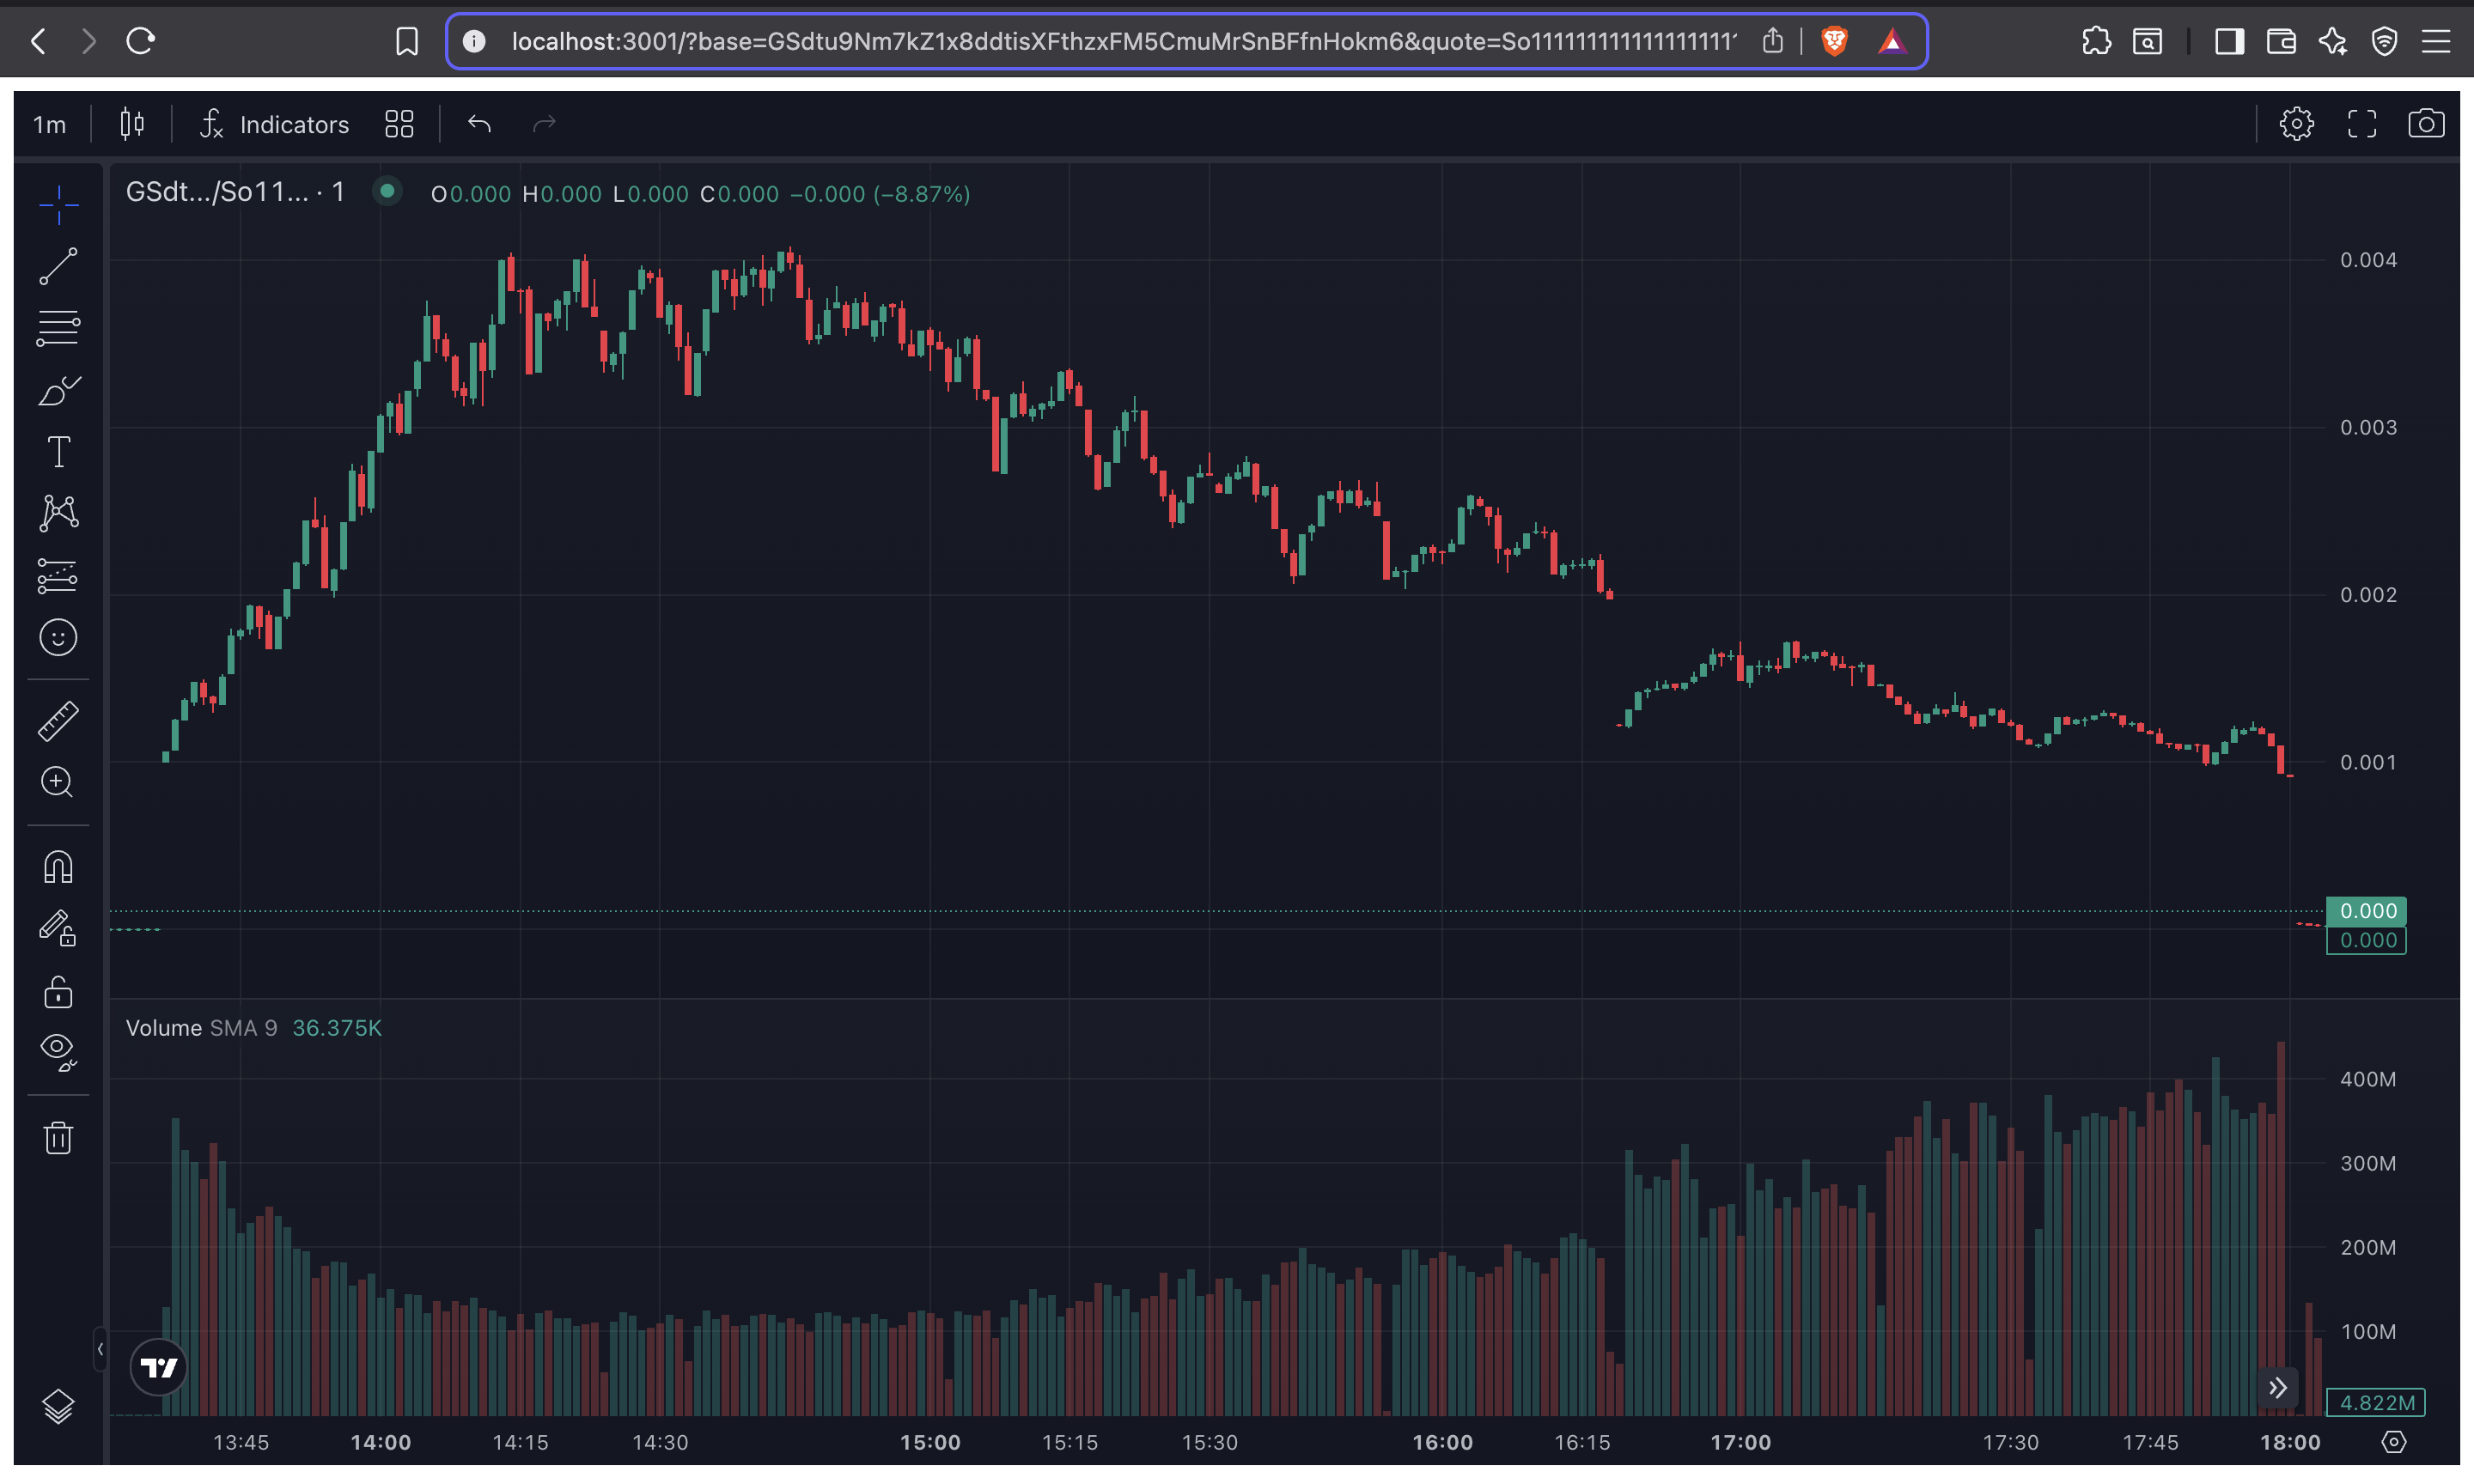 localhost:3001/?base=GSdtu9Nm7kZ1x8ddtisXFthzxFM5CmuMrSnBFfnHokm6&quote=So1111111111111111111
1m
Indicators
GSdt.../So11... · 1
O0.000 H0.000 L0.000 C0.000 −0.000 (−8.87%)
0.004
0.003
0.002
0.001
0.000
0.000
Volume SMA 9 36.375K
400M
300M
200M
100M
4.822M
13:45 14:00 14:15 14:30 15:00 15:15 15:30 16:00 16:15 17:00 17:30 17:45 18:00